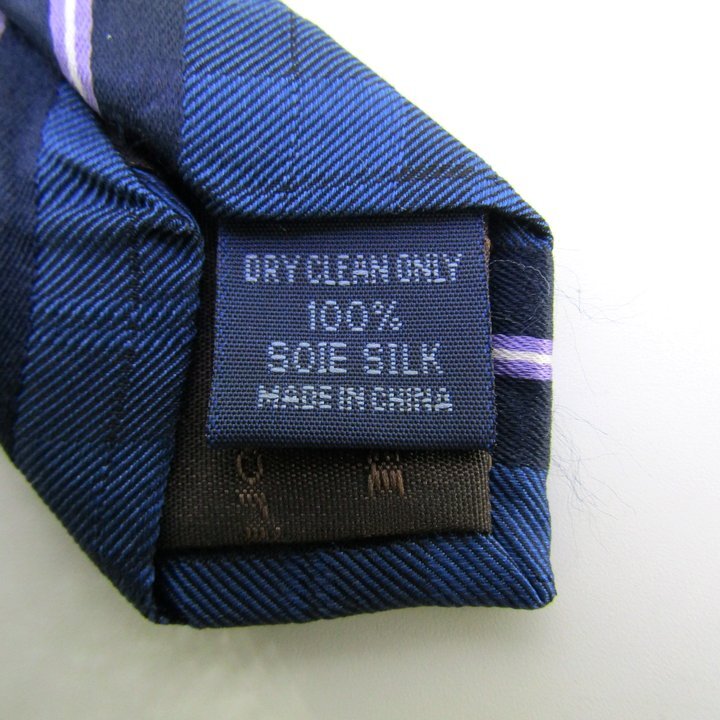 DRY CLEAN ONLY
100%
SOIE SILK
MADE IN CHINA